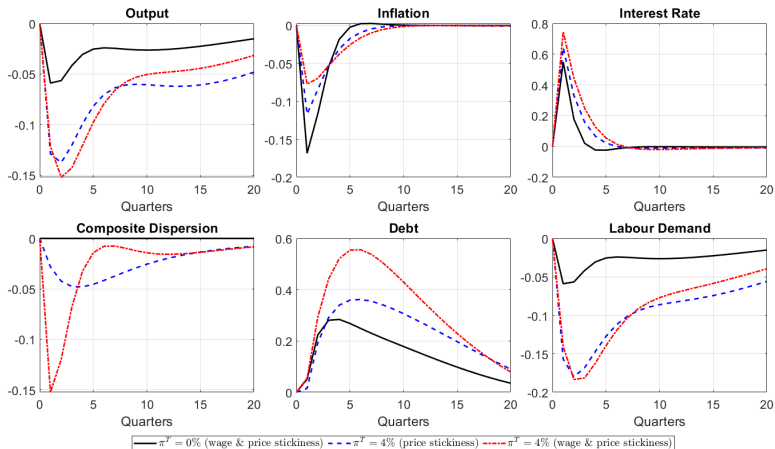 Output
Inflation
Interest Rate
0
-0.05
-0.1
-0.15
0 5 10 15 20
Quarters
0
-0.05
-0.1
-0.15
-0.2
0 5 10 15 20
Quarters
0.8
0.6
0.4
0.2
0
-0.2
0 5 10 15 20
Quarters
Composite Dispersion
Debt
Labour Demand
0
-0.05
-0.1
-0.15
0 5 10 15 20
Quarters
0.6
0.4
0.2
0
0 5 10 15 20
Quarters
0
-0.05
-0.1
-0.15
-0.2
0 5 10 15 20
Quarters
π^T = 0% (wage & price stickiness) π^T = 4% (price stickiness) π^T = 4% (wage & price stickiness)